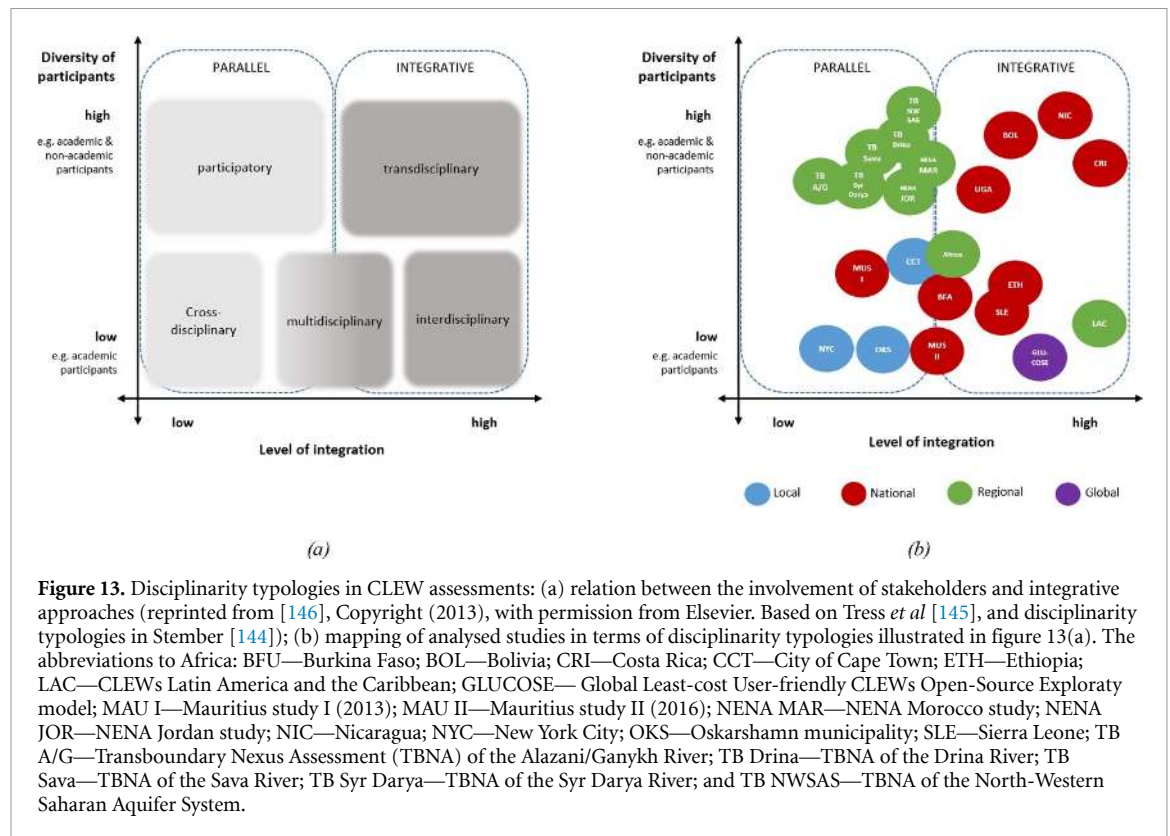 Diversity of
participants
PARALLEL
INTEGRATIVE
high
e.g. academic &
non-academic
participants
participatory
transdisciplinary
Cross-
disciplinary
multidisciplinary
interdisciplinary
low
e.g. academic
participants
low
high
Level of integration
(a)
Diversity of
participants
PARALLEL
INTEGRATIVE
high
e.g. academic &
non-academic
participants
TB
NW
SAS
TB
Drina
TB
Sava
NENA
MAR
TB
A/G
TB
Syr
Darya
NENA
JOR
NIC
BOL
CRI
UGA
MUS
I
CCT
Africa
BFA
ETH
SLE
LAC
low
e.g. academic
participants
NYC
OKS
MUS
II
GLU-
COSE
low
high
Level of integration
Local
National
Regional
Global
(b)
Figure 13. Disciplinarity typologies in CLEW assessments: (a) relation between the involvement of stakeholders and integrative
approaches (reprinted from [146], Copyright (2013), with permission from Elsevier. Based on Tress et al [145], and disciplinarity
typologies in Stember [144]); (b) mapping of analysed studies in terms of disciplinarity typologies illustrated in figure 13(a). The
abbreviations to Africa: BFU—Burkina Faso; BOL—Bolivia; CRI—Costa Rica; CCT—City of Cape Town; ETH—Ethiopia;
LAC—CLEWs Latin America and the Caribbean; GLUCOSE— Global Least-cost User-friendly CLEWs Open-Source Exploraty
model; MAU I—Mauritius study I (2013); MAU II—Mauritius study II (2016); NENA MAR—NENA Morocco study; NENA
JOR—NENA Jordan study; NIC—Nicaragua; NYC—New York City; OKS—Oskarshamn municipality; SLE—Sierra Leone; TB
A/G—Transboundary Nexus Assessment (TBNA) of the Alazani/Ganykh River; TB Drina—TBNA of the Drina River; TB
Sava—TBNA of the Sava River; TB Syr Darya—TBNA of the Syr Darya River; and TB NWSAS—TBNA of the North-Western
Saharan Aquifer System.